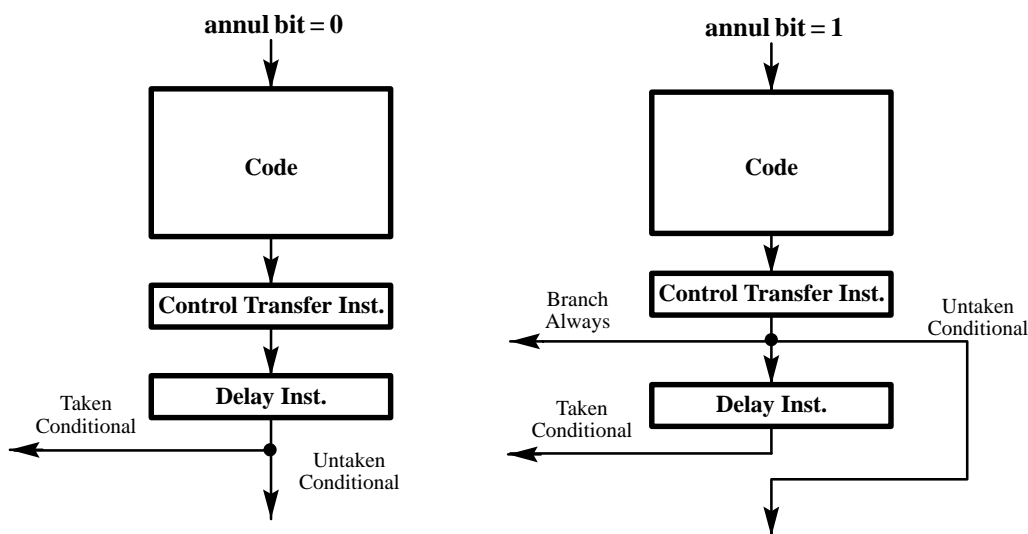 annul bit = 0
Code
Control Transfer Inst.
Delay Inst.
Taken
Conditional
Untaken
Conditional
annul bit = 1
Code
Control Transfer Inst.
Branch
Always
Untaken
Conditional
Delay Inst.
Taken
Conditional